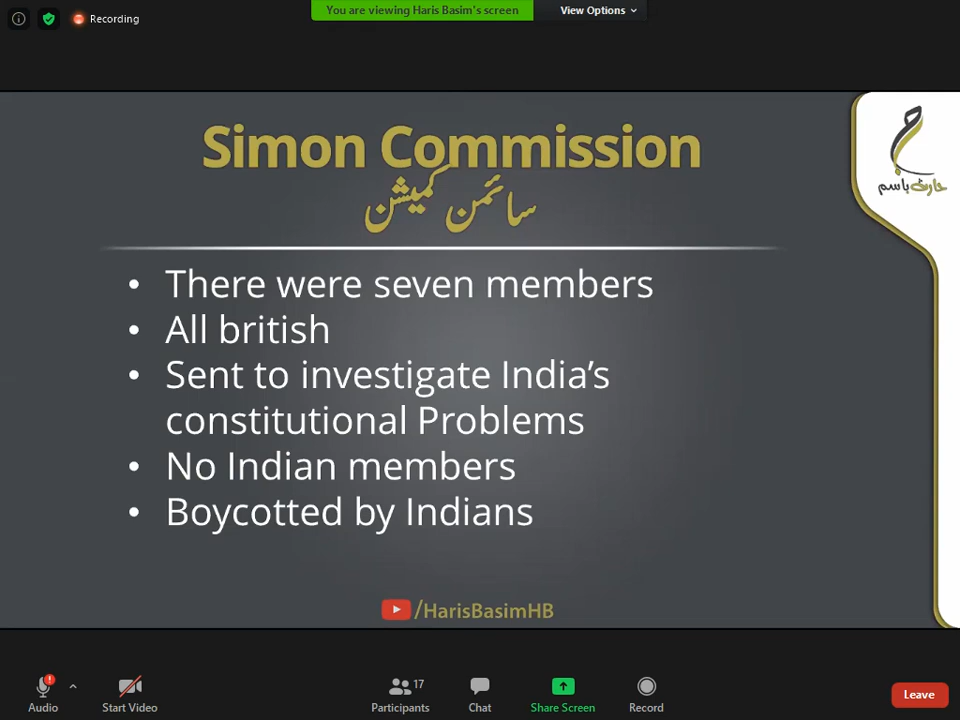 Recording
You are viewing Haris Basim's screen
View Options
Simon Commission
سائمن کمیشن
حارث باسم
• There were seven members
• All british
• Sent to investigate India’s
constitutional Problems
• No Indian members
• Boycotted by Indians
/HarisBasimHB
Audio
Start Video
17
Participants
Chat
Share Screen
Record
Leave